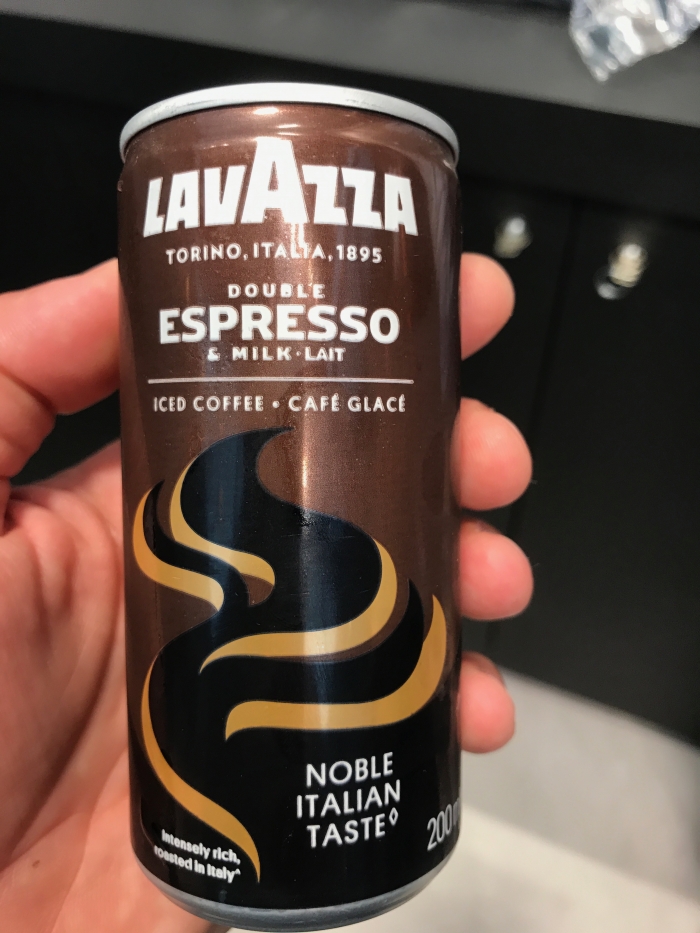 LAVAZZA
TORINO, ITALIA, 1895
DOUBLE
ESPRESSO
& MILK · LAIT
ICED COFFEE • CAFÉ GLACÉ
NOBLE
ITALIAN
TASTE◊
200
Intensely rich,
roasted in Italy^